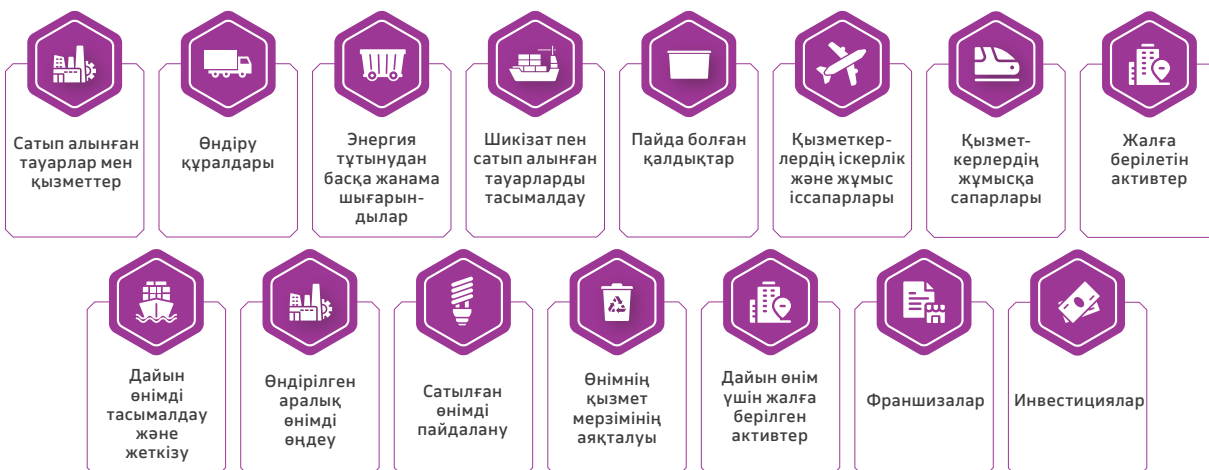 Сатып алынған
тауарлар мен
қызметтер
Өндіру
құралдары
Энергия
тұтынудан
басқа жанама
шығарын-
дылар
Шикізат пен
сатып алынған
тауарларды
тасымалдау
Пайда болған
қалдықтар
Қызметкер-
лердің іскерлік
және жұмыс
іссапарлары
Қызмет-
керлердің
жұмысқа
сапарлары
Жалға
берілетін
активтер
Дайын
өнімді
тасымалдау
және
жеткізу
Өндірілген
аралық
өнімді
өңдеу
Сатылған
өнімді
пайдалану
Өнімнің
қызмет
мерзімінің
аяқталуы
Дайын өнім
үшін жалға
берілген
активтер
Франшизалар
Инвестициялар